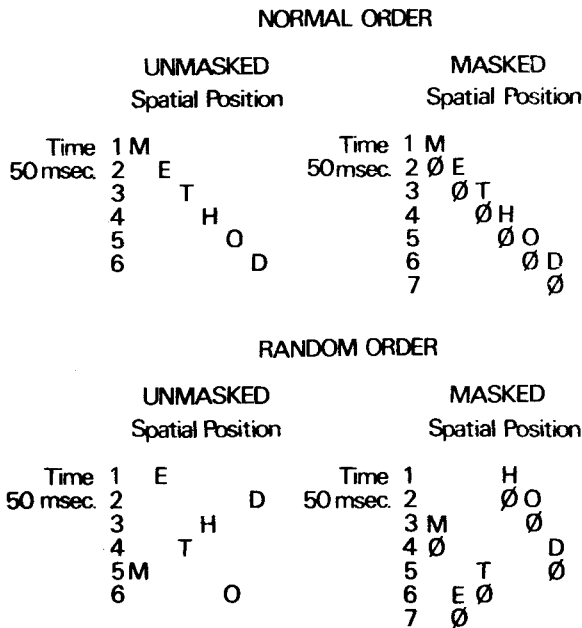 NORMAL ORDER
UNMASKED MASKED
Spatial Position Spatial Position
Time 1 M Time 1 M
50 msec. 2 E 50 msec. 2 Ø E
3 T 3 Ø T
4 H 4 Ø H
5 O 5 Ø O
6 D 6 Ø D
7 Ø
RANDOM ORDER
UNMASKED MASKED
Spatial Position Spatial Position
Time 1 E Time 1 H
50 msec. 2 D 50 msec. 2 Ø O
3 H 3 M Ø
4 T 4 Ø D
5 M 5 T Ø
6 O 6 E Ø
7 Ø